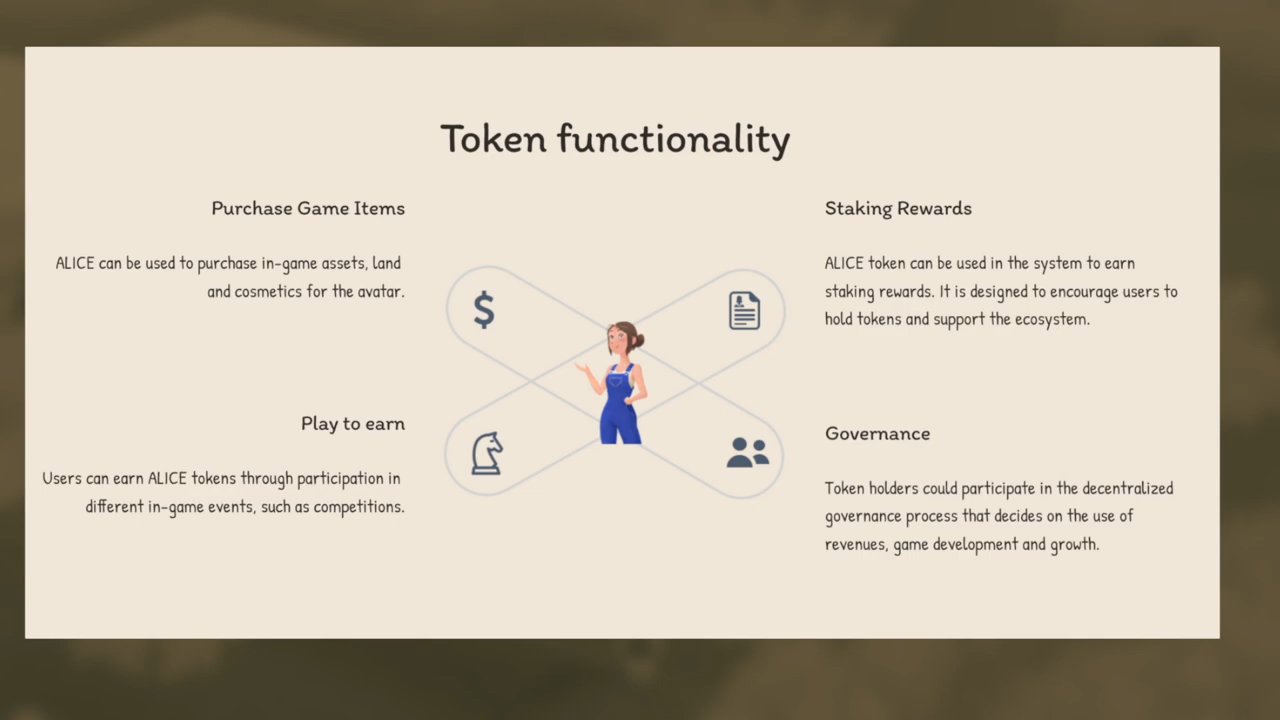 Token functionality
Purchase Game Items
ALICE can be used to purchase in-game assets, land
and cosmetics for the avatar.
Play to earn
Users can earn ALICE tokens through participation in
different in-game events, such as competitions.
Staking Rewards
ALICE token can be used in the system to earn
staking rewards. It is designed to encourage users to
hold tokens and support the ecosystem.
Governance
Token holders could participate in the decentralized
governance process that decides on the use of
revenues, game development and growth.